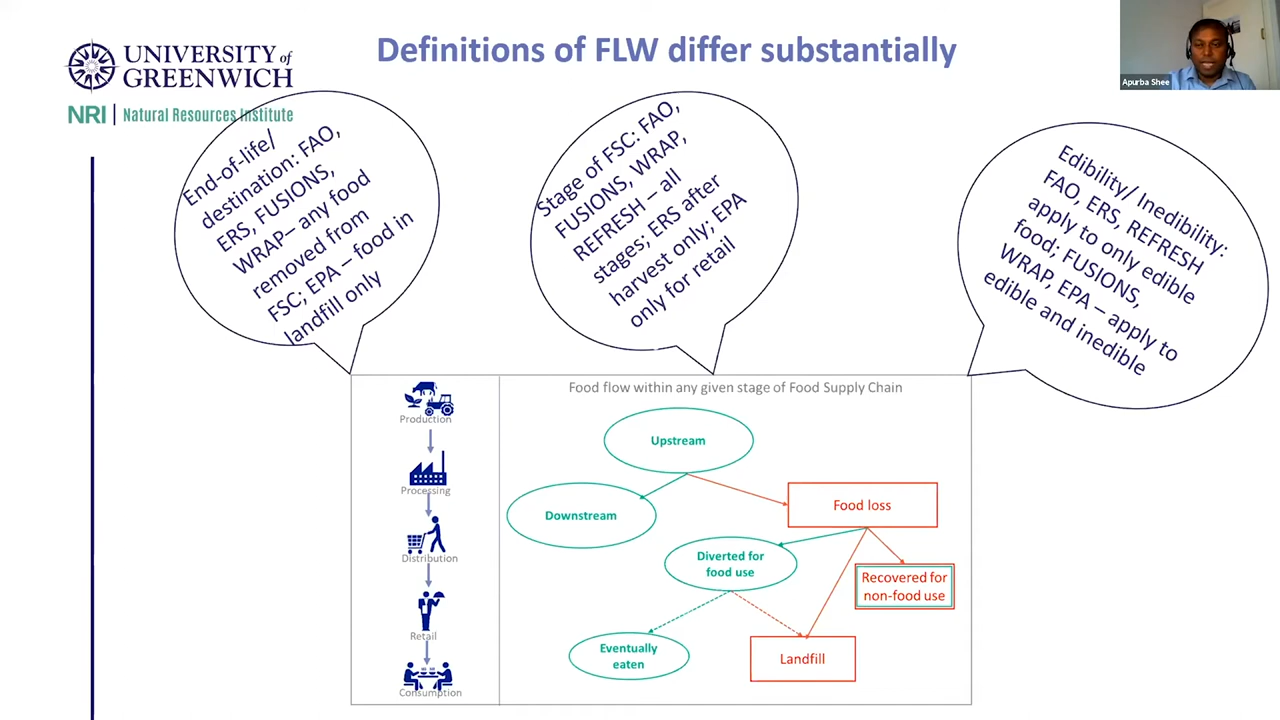 UNIVERSITY of
GREENWICH
NRI | Natural Resources Institute
Definitions of FLW differ substantially
Apurba Shee
End-of-life/
destination: FAO,
ERS, FUSIONS,
WRAP– any food
removed from
FSC; EPA – food in
landfill only
Stage of FSC: FAO,
FUSIONS, WRAP,
REFRESH – all
stages; ERS after
harvest only; EPA
only for retail
Edibility/ Inedibility:
FAO, ERS, REFRESH
apply to only edible
food; FUSIONS,
WRAP, EPA – apply to
edible and inedible
Production
Processing
Distribution
Retail
Consumption
Food flow within any given stage of Food Supply Chain
Upstream
Downstream
Food loss
Diverted for
food use
Recovered for
non-food use
Eventually
eaten
Landfill